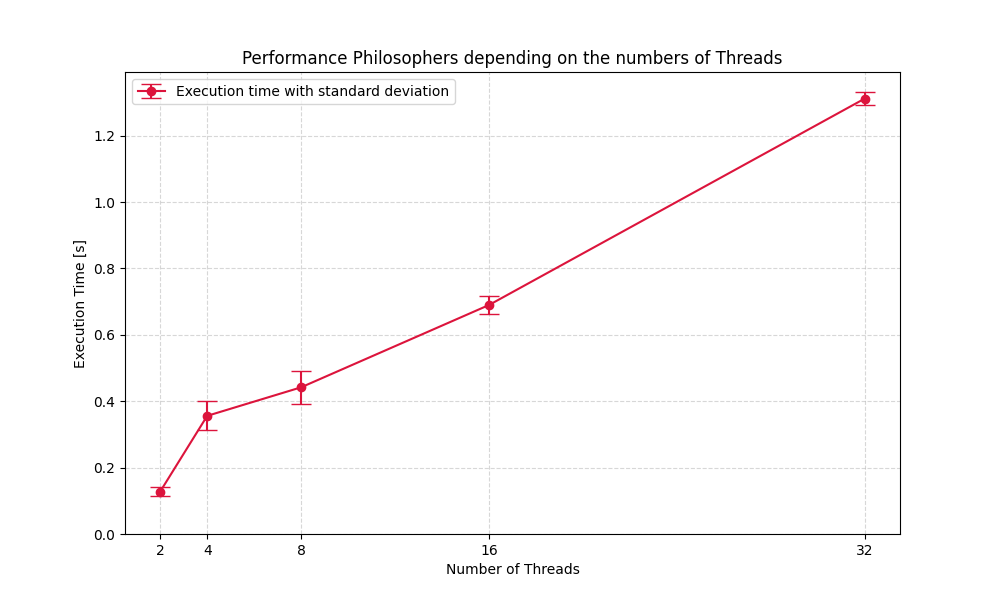 Performance Philosophers depending on the numbers of Threads
Execution time with standard deviation
Execution Time [s]
1.2
1.0
0.8
0.6
0.4
0.2
0.0
2 4 8 16 32
Number of Threads